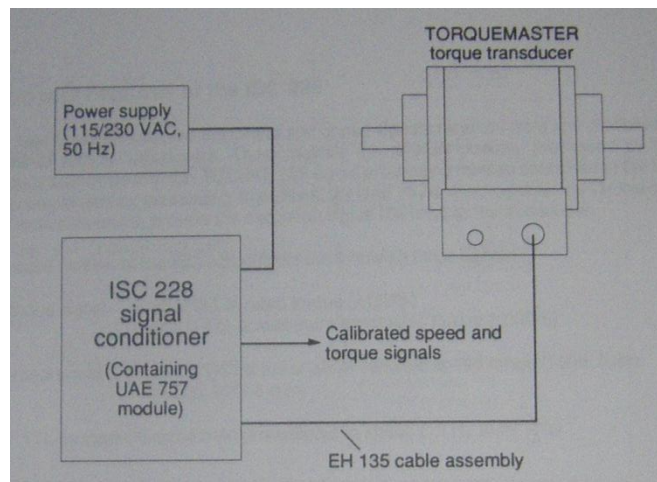 TORQUEMASTER
torque transducer
Power supply
(115/230 VAC,
50 Hz)
ISC 228
signal
conditioner
(Containing
UAE 757
module)
Calibrated speed and
torque signals
EH 135 cable assembly